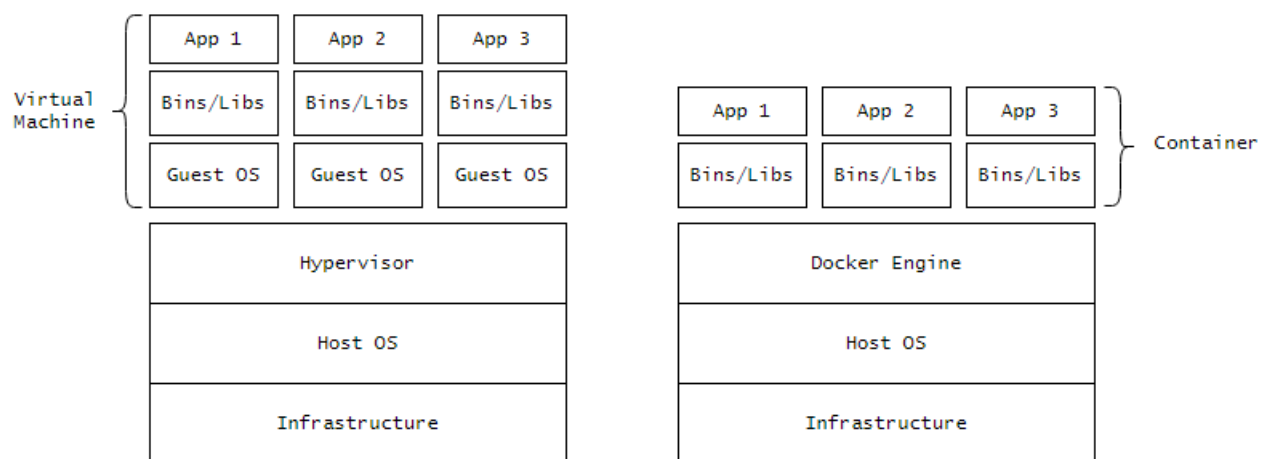 App 1
App 2
App 3
Virtual
Machine
Bins/Libs
Bins/Libs
Bins/Libs
Guest OS
Guest OS
Guest OS
Hypervisor
Host OS
Infrastructure
App 1
App 2
App 3
Container
Bins/Libs
Bins/Libs
Bins/Libs
Docker Engine
Host OS
Infrastructure